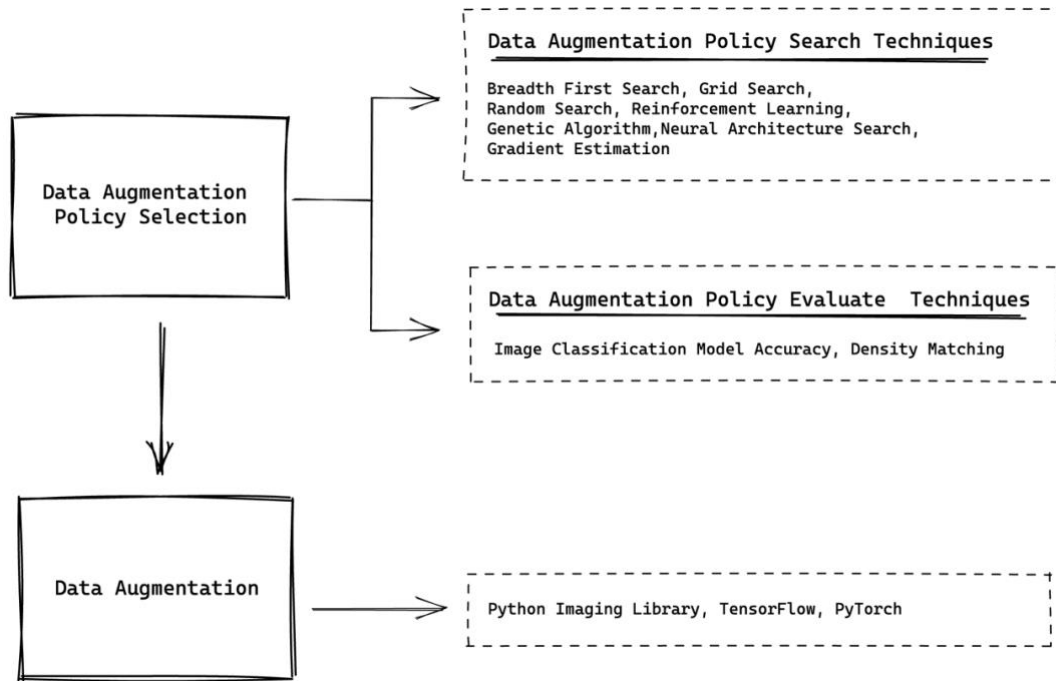 Data Augmentation Policy Search Techniques
Breadth First Search, Grid Search,
Random Search, Reinforcement Learning,
Genetic Algorithm,Neural Architecture Search,
Gradient Estimation
Data Augmentation
Policy Selection
Data Augmentation Policy Evaluate  Techniques
Image Classification Model Accuracy, Density Matching
Data Augmentation
Python Imaging Library, TensorFlow, PyTorch